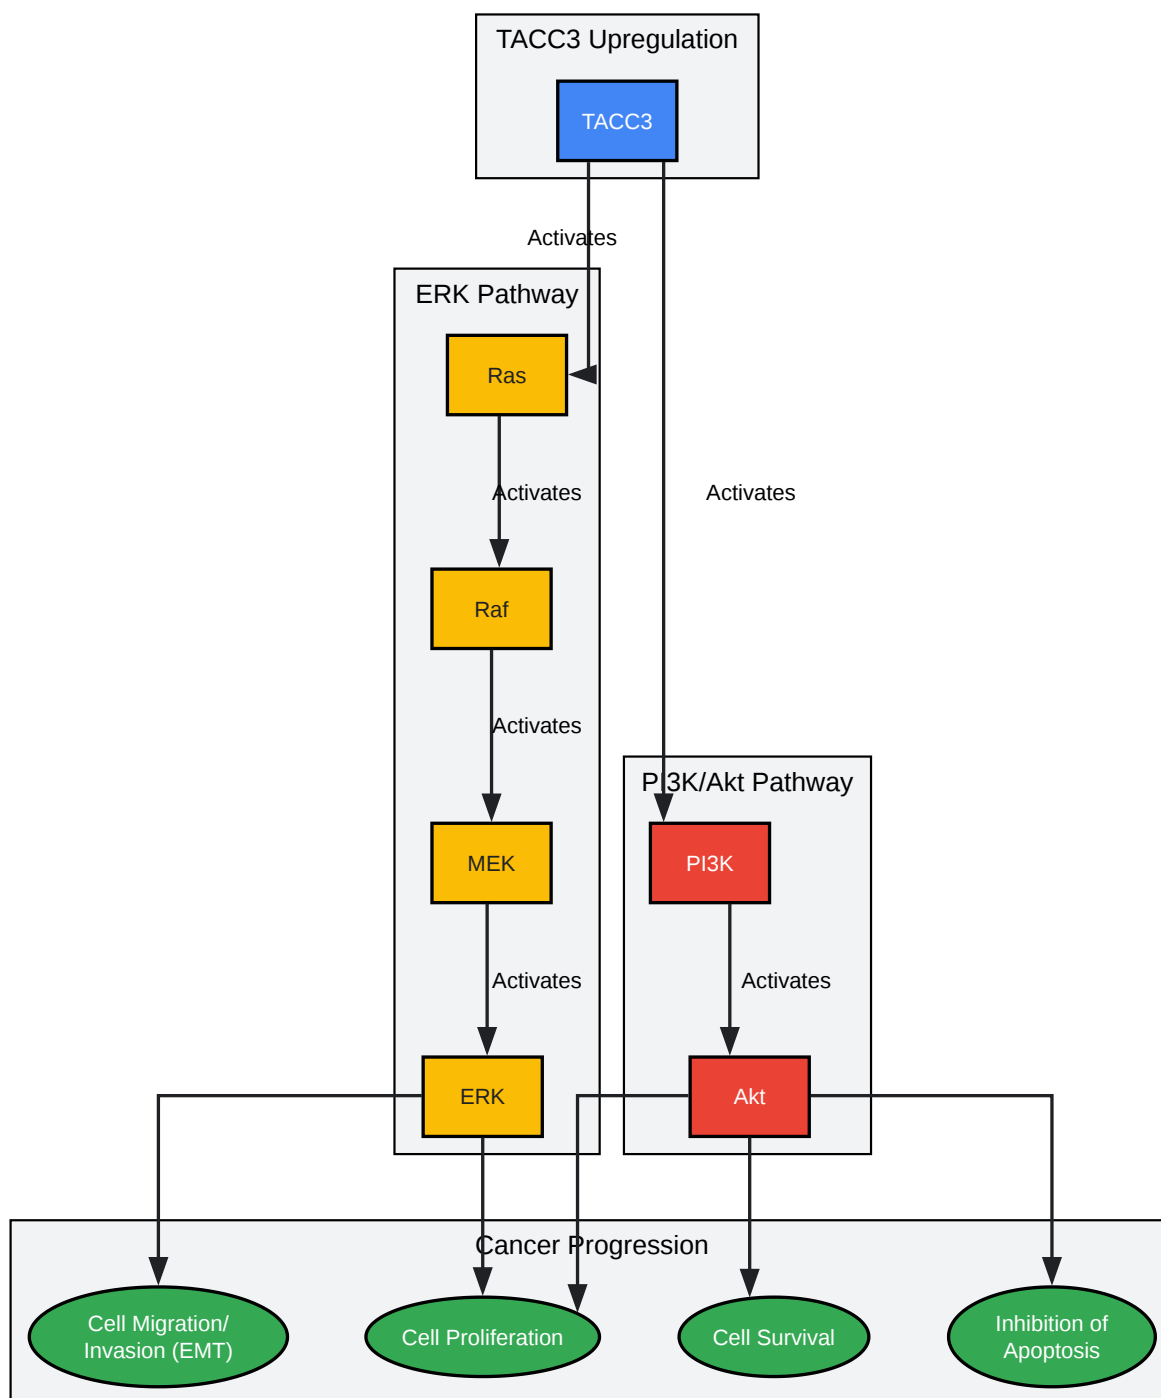 TACC3 Upregulation
TACC3
Activates
ERK Pathway
Ras
Activates
Activates
Raf
Activates
PI3K/Akt Pathway
MEK
PI3K
Activates
Activates
ERK
Akt
Cancer Progression
Cell Migration/
Invasion (EMT)
Cell Proliferation
Cell Survival
Inhibition of
Apoptosis